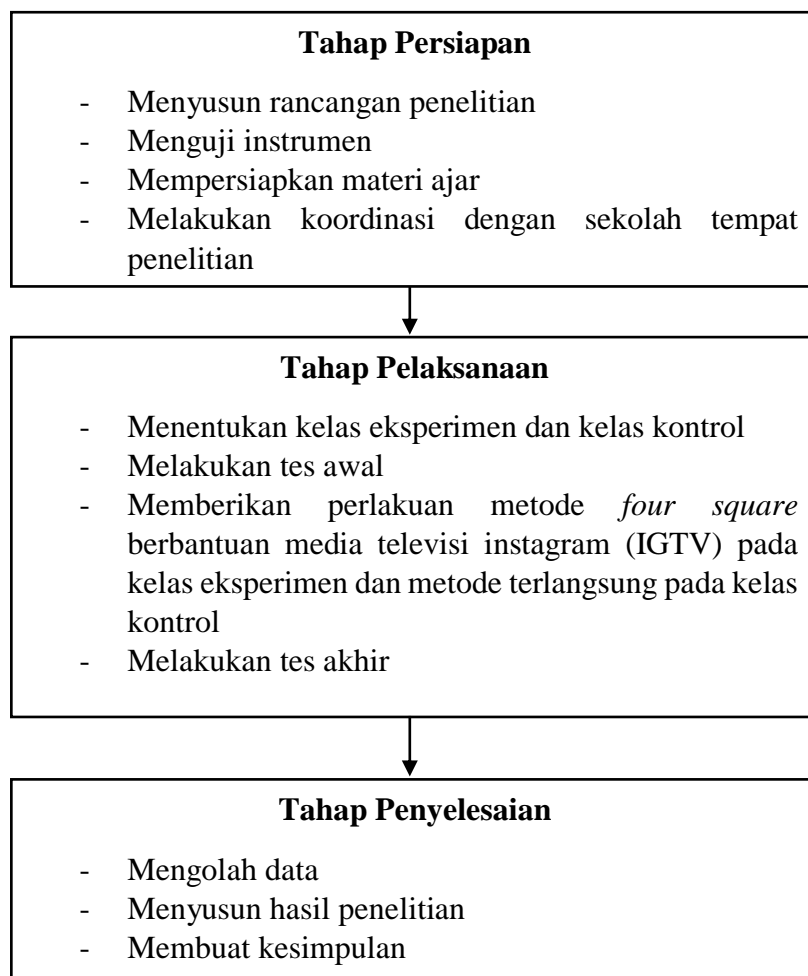 Tahap Persiapan
- Menyusun rancangan penelitian
- Menguji instrumen
- Mempersiapkan materi ajar
- Melakukan koordinasi dengan sekolah tempat
penelitian
Tahap Pelaksanaan
- Menentukan kelas eksperimen dan kelas kontrol
- Melakukan tes awal
- Memberikan perlakuan metode four square
berbantuan media televisi instagram (IGTV) pada
kelas eksperimen dan metode terlangsung pada kelas
kontrol
- Melakukan tes akhir
Tahap Penyelesaian
- Mengolah data
- Menyusun hasil penelitian
- Membuat kesimpulan